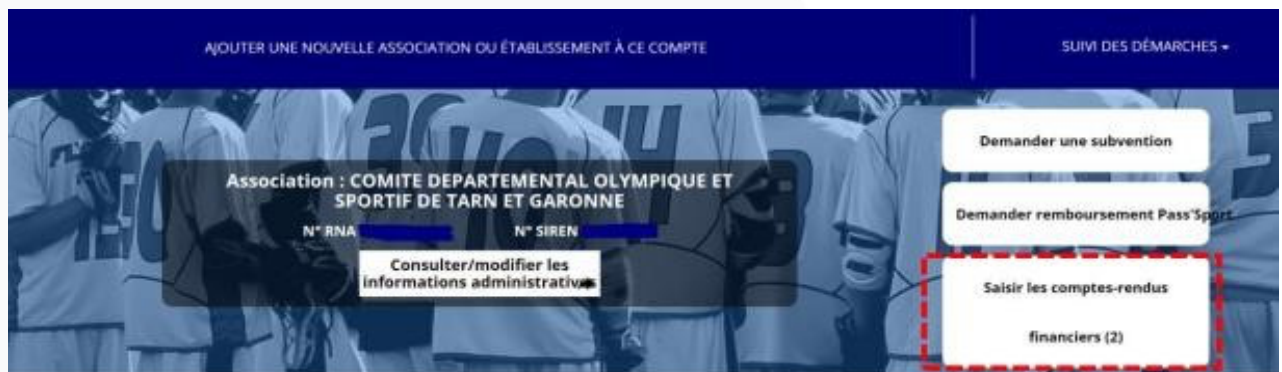 AJOUTER UNE NOUVELLE ASSOCIATION OU ÉTABLISSEMENT À CE COMPTE
SUIVI DES DÉMARCHES
Association : COMITE DEPARTEMENTAL OLYMPIQUE ET
SPORTIF DE TARN ET GARONNE
N° RNA N° SIREN
Consulter/modifier les
informations administratives
Demander une subvention
Demander remboursement Pass'Sport
Saisir les comptes-rendus
financiers (2)